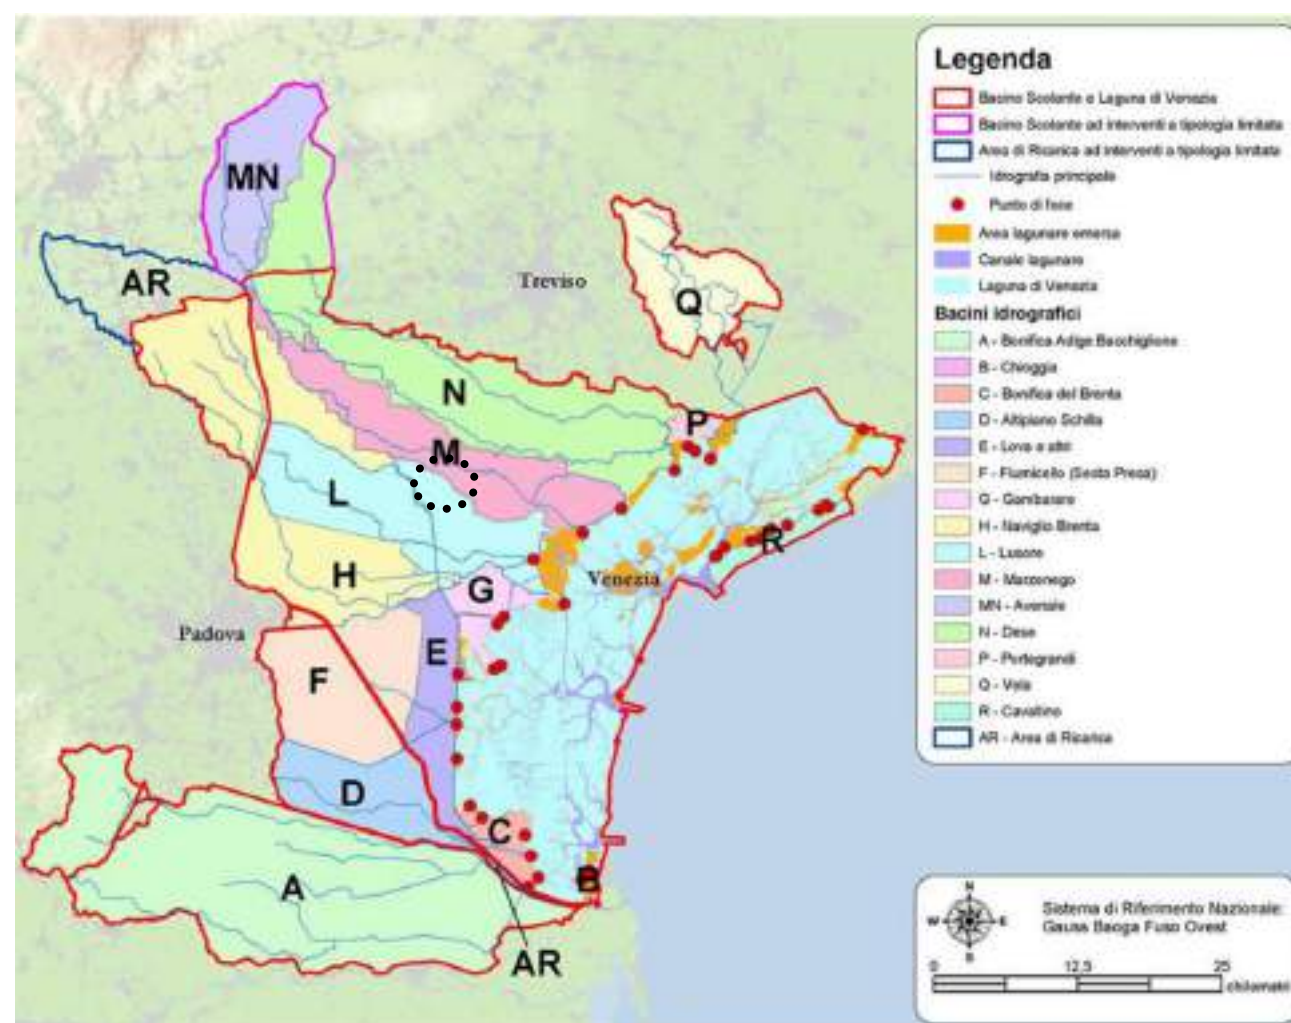 MN
AR
Treviso
Q
N
P
M
L
R
H
G
Venezia
Padova
E
F
D
C
B
A
AR
Legenda
Bacino Scolante e Laguna di Venezia
Bacino Scolante ad interventi a tipologia limitata
Area di Ricarica ad interventi a tipologia limitata
Idrografia principale
Punto di foce
Area lagunare emersa
Canale lagunare
Laguna di Venezia
Bacini idrografici
A - Bonifica Adige Bacchiglione
B - Chioggia
C - Bonifica del Brenta
D - Altipiano Schilla
E - Lova e altri
F - Fiumicello (Sesta Presa)
G - Gambarare
H - Naviglio Brenta
L - Lusore
M - Marzenego
MN - Avenale
N - Dese
P - Portegrandi
Q - Vela
R - Cavallino
AR - Area di Ricarica
N
W E
S
Sistema di Riferimento Nazionale:
Gauss Baoga Fuso Ovest
0 12,5 25
chilometri